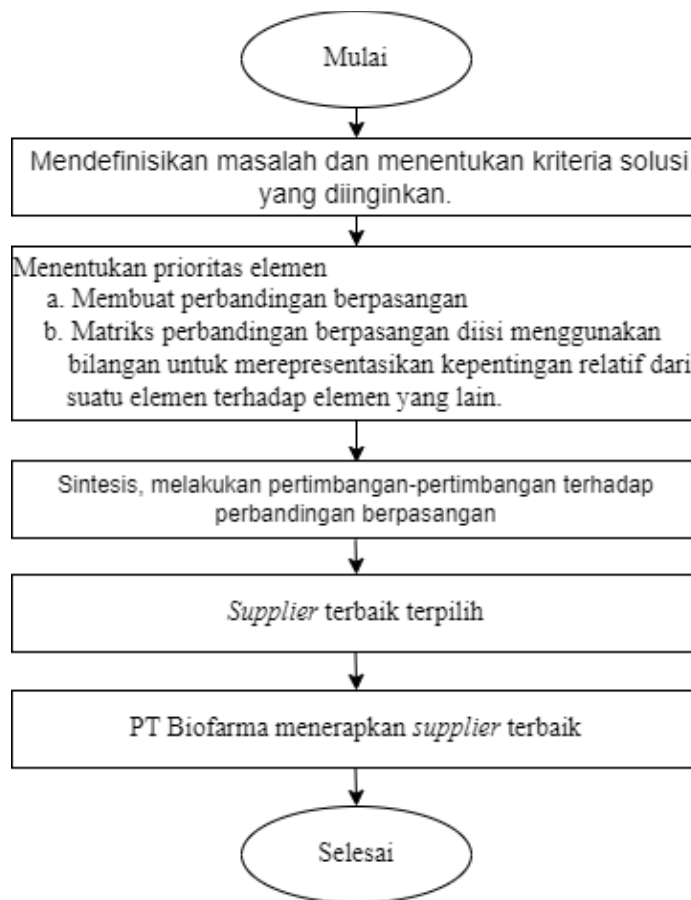 Mulai
Mendefinisikan masalah dan menentukan kriteria solusi
yang diinginkan.
Menentukan prioritas elemen
a. Membuat perbandingan berpasangan
b. Matriks perbandingan berpasangan diisi menggunakan
bilangan untuk merepresentasikan kepentingan relatif dari
suatu elemen terhadap elemen yang lain.
Sintesis, melakukan pertimbangan-pertimbangan terhadap
perbandingan berpasangan
Supplier terbaik terpilih
PT Biofarma menerapkan supplier terbaik
Selesai